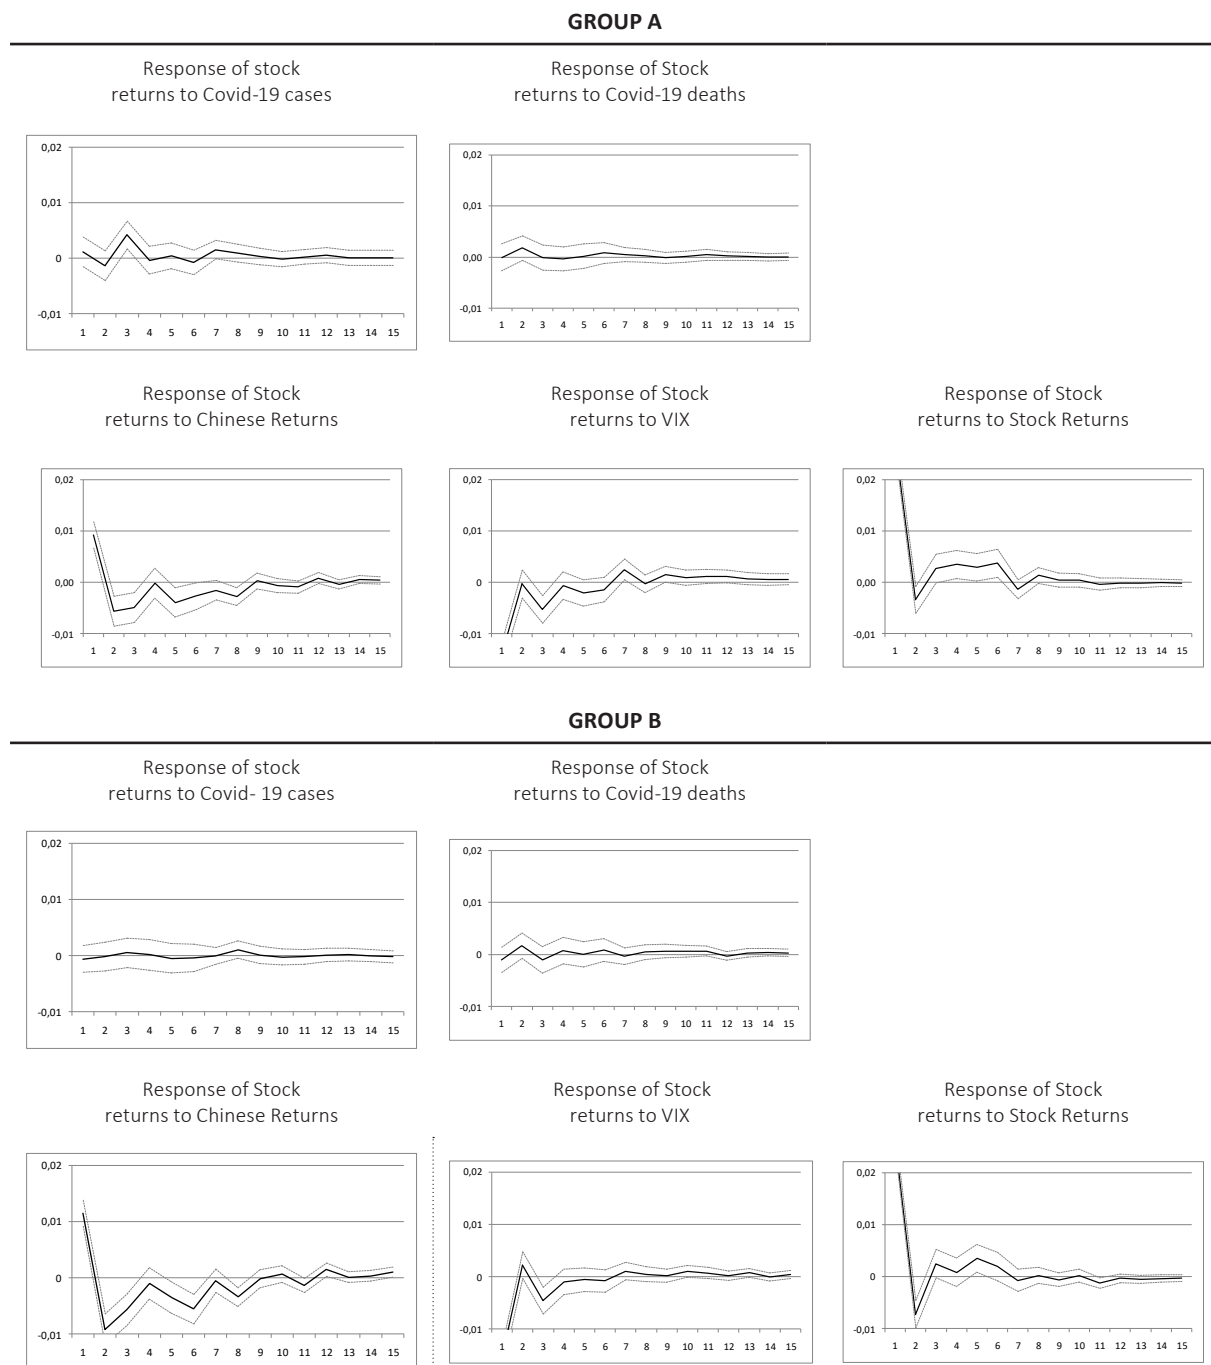 GROUP A
Response of stock
returns to Covid-19 cases
Response of Stock
returns to Covid-19 deaths
0,02
0,01
0
-0,01
1 2 3 4 5 6 7 8 9 10 11 12 13 14 15
0,02
0,01
0,00
-0,01
1 2 3 4 5 6 7 8 9 10 11 12 13 14 15
Response of Stock
returns to Chinese Returns
Response of Stock
returns to VIX
Response of Stock
returns to Stock Returns
0,02
0,01
0,00
-0,01
1 2 3 4 5 6 7 8 9 10 11 12 13 14 15
0,02
0,01
0
-0,01
1 2 3 4 5 6 7 8 9 10 11 12 13 14 15
0,02
0,01
0,00
-0,01
1 2 3 4 5 6 7 8 9 10 11 12 13 14 15
GROUP B
Response of stock
returns to Covid- 19 cases
Response of Stock
returns to Covid-19 deaths
0,02
0,01
0
-0,01
1 2 3 4 5 6 7 8 9 10 11 12 13 14 15
0,02
0,01
0
-0,01
1 2 3 4 5 6 7 8 9 10 11 12 13 14 15
Response of Stock
returns to Chinese Returns
Response of Stock
returns to VIX
Response of Stock
returns to Stock Returns
0,02
0,01
0
-0,01
1 2 3 4 5 6 7 8 9 10 11 12 13 14 15
0,02
0,01
0
-0,01
1 2 3 4 5 6 7 8 9 10 11 12 13 14 15
0,02
0,01
0
-0,01
1 2 3 4 5 6 7 8 9 10 11 12 13 14 15